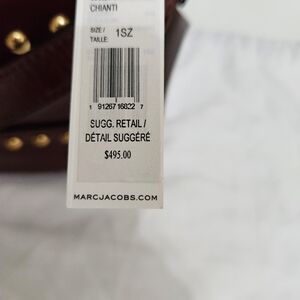 CHIANTI
SIZE/
TAILLE: 1SZ
1 91267 16822 7
SUGG. RETAIL /
DÉTAIL SUGGÉRÉ
$495.00
MARCJACOBS.COM